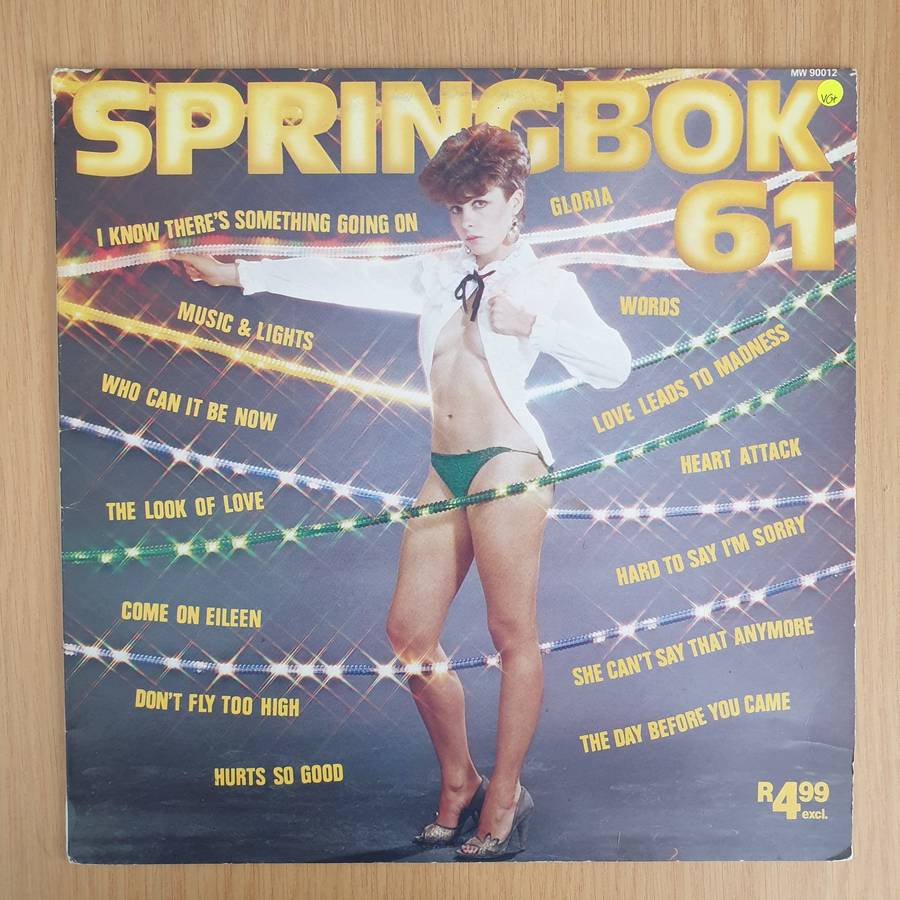 MW 90012
SPRINGBOK
VG+
61
I KNOW THERE'S SOMETHING GOING ON
MUSIC & LIGHTS
WHO CAN IT BE NOW
THE LOOK OF LOVE
COME ON EILEEN
DON'T FLY TOO HIGH
HURTS SO GOOD
GLORIA
WORDS
LOVE LEADS TO MADNESS
HEART ATTACK
HARD TO SAY I'M SORRY
SHE CAN'T SAY THAT ANYMORE
THE DAY BEFORE YOU CAME
R4.99
excl.